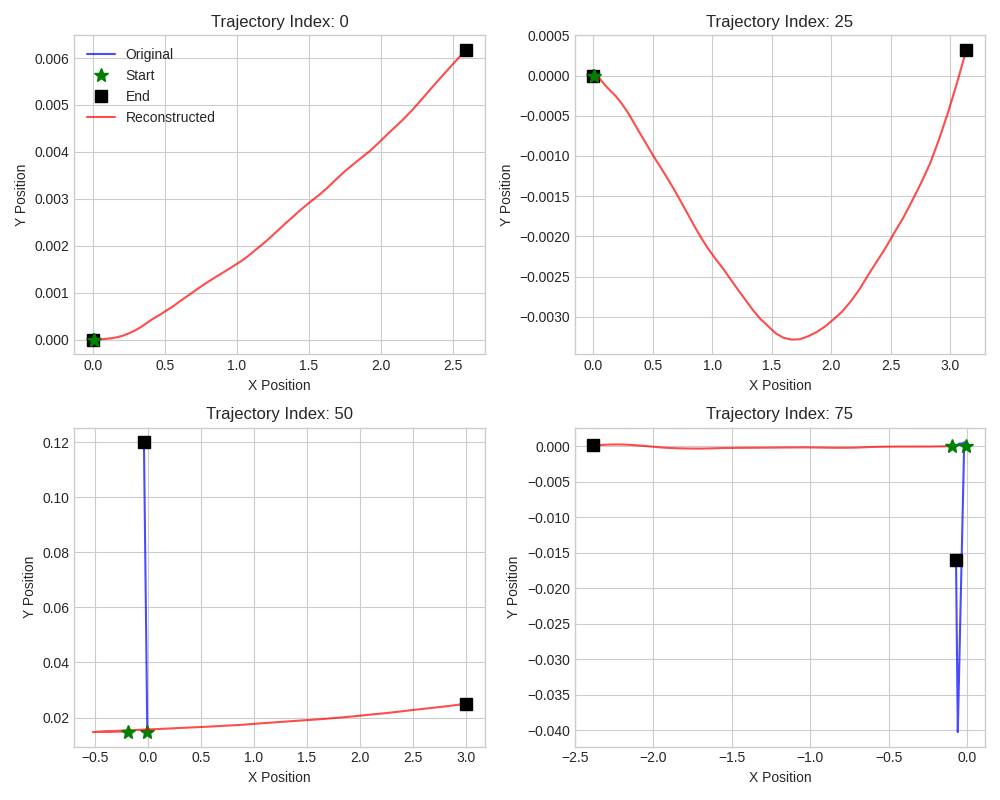 Trajectory Index: 0
Original
Start
End
Reconstructed
0.006
0.005
0.004
0.003
0.002
0.001
0.000
Y Position
0.0 0.5 1.0 1.5 2.0 2.5
X Position
Trajectory Index: 25
0.0005
0.0000
−0.0005
−0.0010
−0.0015
−0.0020
−0.0025
−0.0030
Y Position
0.0 0.5 1.0 1.5 2.0 2.5 3.0
X Position
Trajectory Index: 50
0.12
0.10
0.08
0.06
0.04
0.02
Y Position
−0.5 0.0 0.5 1.0 1.5 2.0 2.5 3.0
X Position
Trajectory Index: 75
0.000
−0.005
−0.010
−0.015
−0.020
−0.025
−0.030
−0.035
−0.040
Y Position
−2.5 −2.0 −1.5 −1.0 −0.5 0.0
X Position